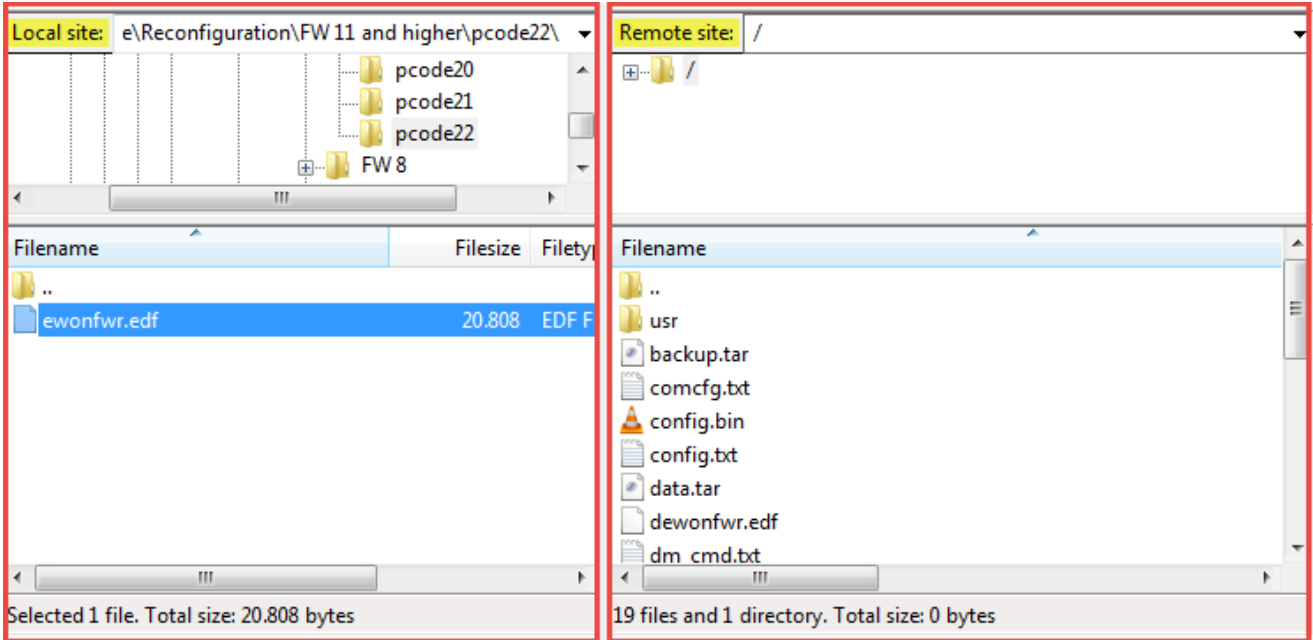 Local site: e\Reconfiguration\FW 11 and higher\pcode22\
pcode20
pcode21
pcode22
FW 8
Filename Filesize Filety
..
ewonfwr.edf 20.808 EDF F
Selected 1 file. Total size: 20.808 bytes
Remote site: /
/
Filename
..
usr
backup.tar
comcfg.txt
config.bin
config.txt
data.tar
dewonfwr.edf
dm_cmd.txt
19 files and 1 directory. Total size: 0 bytes